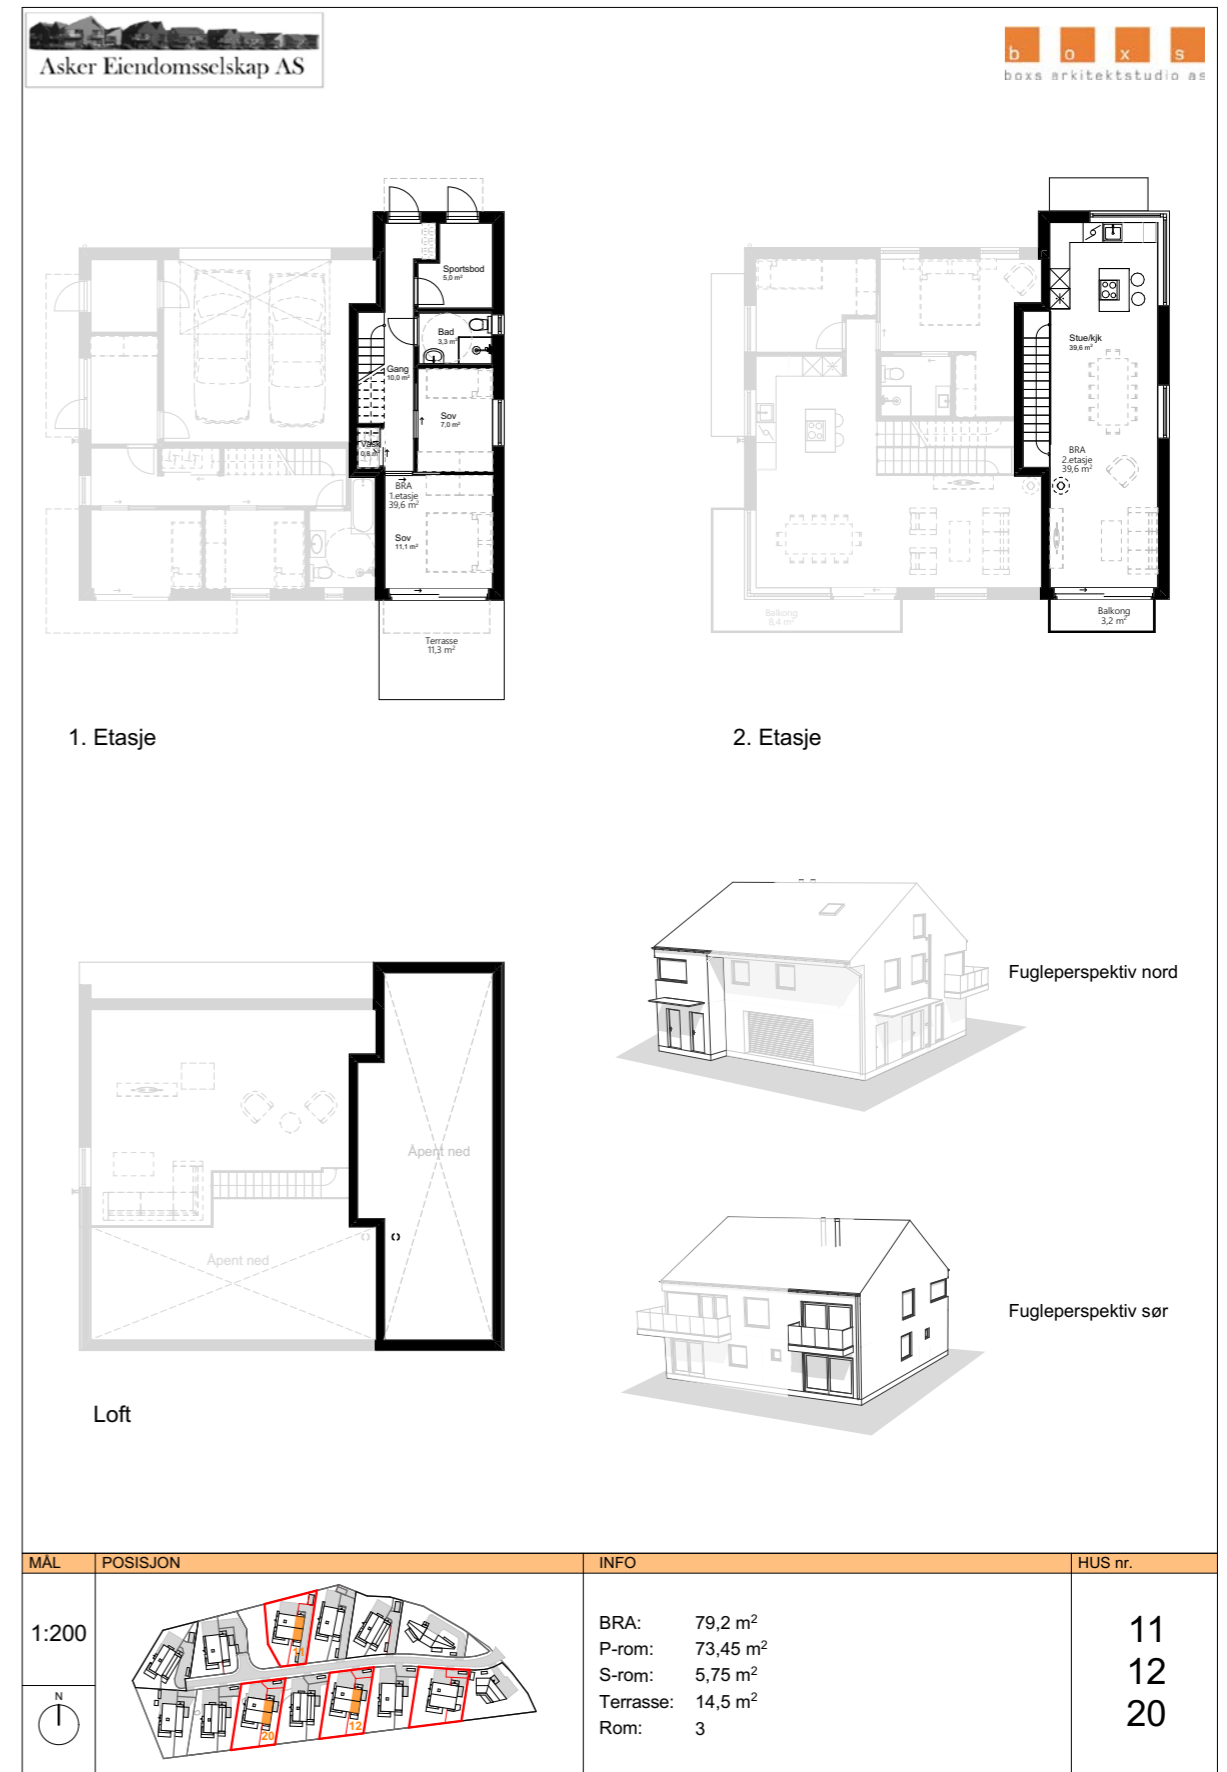 Asker Eiendomsselskap AS
b o x s
boxs arkitektstudio as
Sportsbod
5,0 m²
Bad
3,3 m²
Gang
10,0 m²
Sov
7,0 m²
Vask
0,8 m²
BRA
1.etasje
39,6 m²
Sov
11,1 m²
Terrasse
11,3 m²
1. Etasje
Stue/kjk
39,6 m²
BRA
2.etasje
39,6 m²
Balkong
8,4 m²
Balkong
3,2 m²
2. Etasje
Åpent ned
Åpent ned
Loft
Fugleperspektiv nord
Fugleperspektiv sør
MÅL POSISJON INFO HUS nr.
1:200
N
11
20
12
BRA: 79,2 m²
P-rom: 73,45 m²
S-rom: 5,75 m²
Terrasse: 14,5 m²
Rom: 3
11
12
20